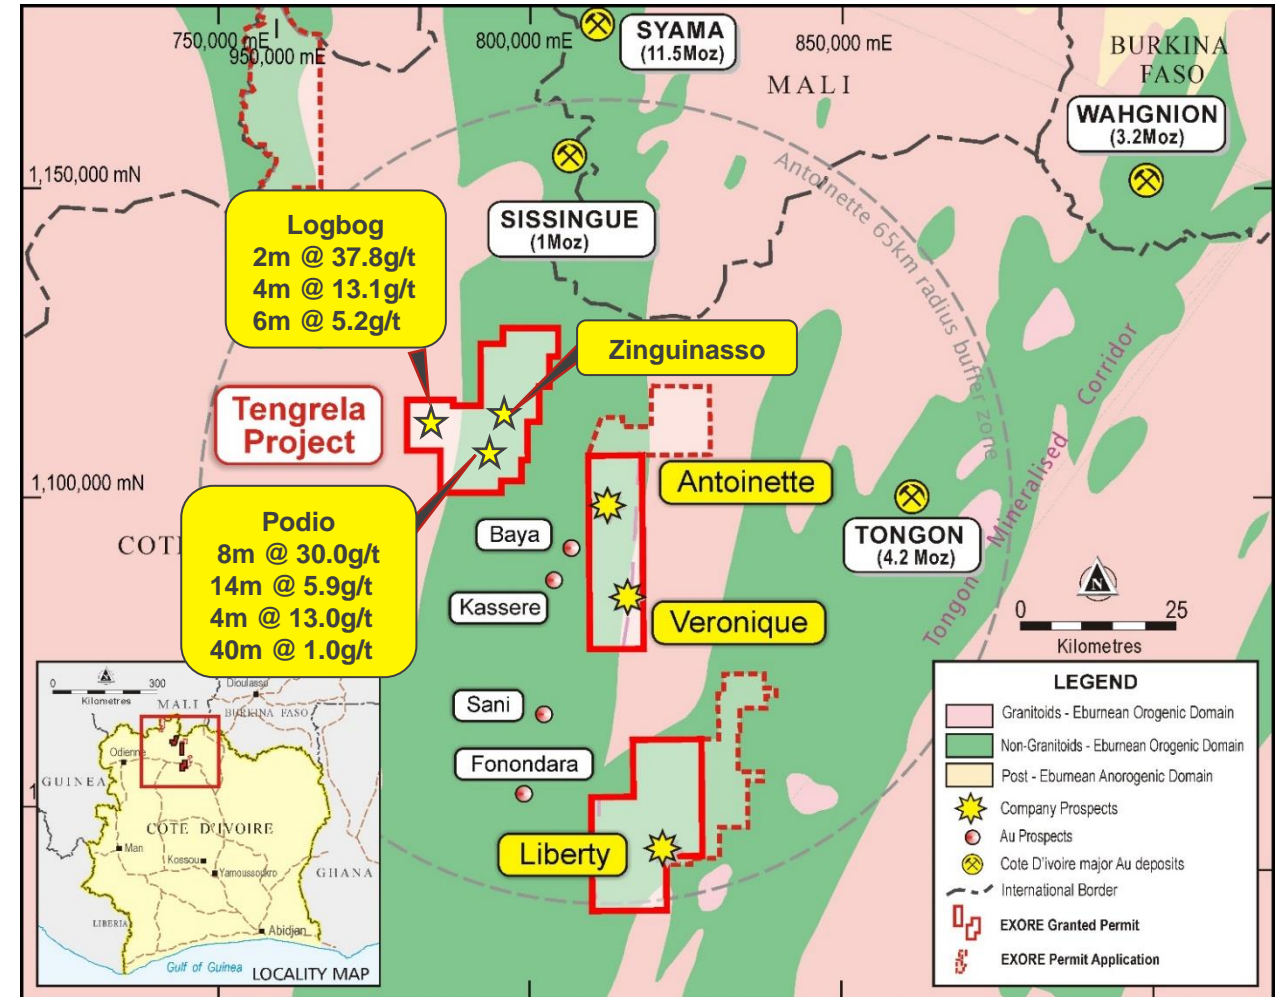 750,000 mE
950,000 mE
800,000 mE
850,000 mE
SYAMA
(11.5Moz)
MALI
BURKINA
FASO
WAHGNION
(3.2Moz)
1,150,000 mN
Antoinette 65km radius buffer zone
SISSINGUE
(1Moz)
Logbog
2m @ 37.8g/t
4m @ 13.1g/t
6m @ 5.2g/t
Zinguinasso
Tengrela
Project
Tongon Mineralised Corridor
1,100,000 mN
Antoinette
TONGON
(4.2 Moz)
COTE
Podio
8m @ 30.0g/t
14m @ 5.9g/t
4m @ 13.0g/t
40m @ 1.0g/t
Baya
Kassere
Veronique
N
0 25
Kilometres
Sani
Fonondara
Liberty
LEGEND
Granitoids - Eburnean Orogenic Domain
Non-Granitoids - Eburnean Orogenic Domain
Post - Eburnean Anorogenic Domain
Company Prospects
Au Prospects
Cote D'ivoire major Au deposits
International Border
EXORE Granted Permit
EXORE Permit Application
N
0 300
Kilometres
MALI
Dioulasso
BURKINA FASO
Odienne
GUINEA
COTE D'IVOIRE
Man
Kossou
Yamoussoukro
GHANA
LIBERIA
Abidjan
Gulf of Guinea
LOCALITY MAP